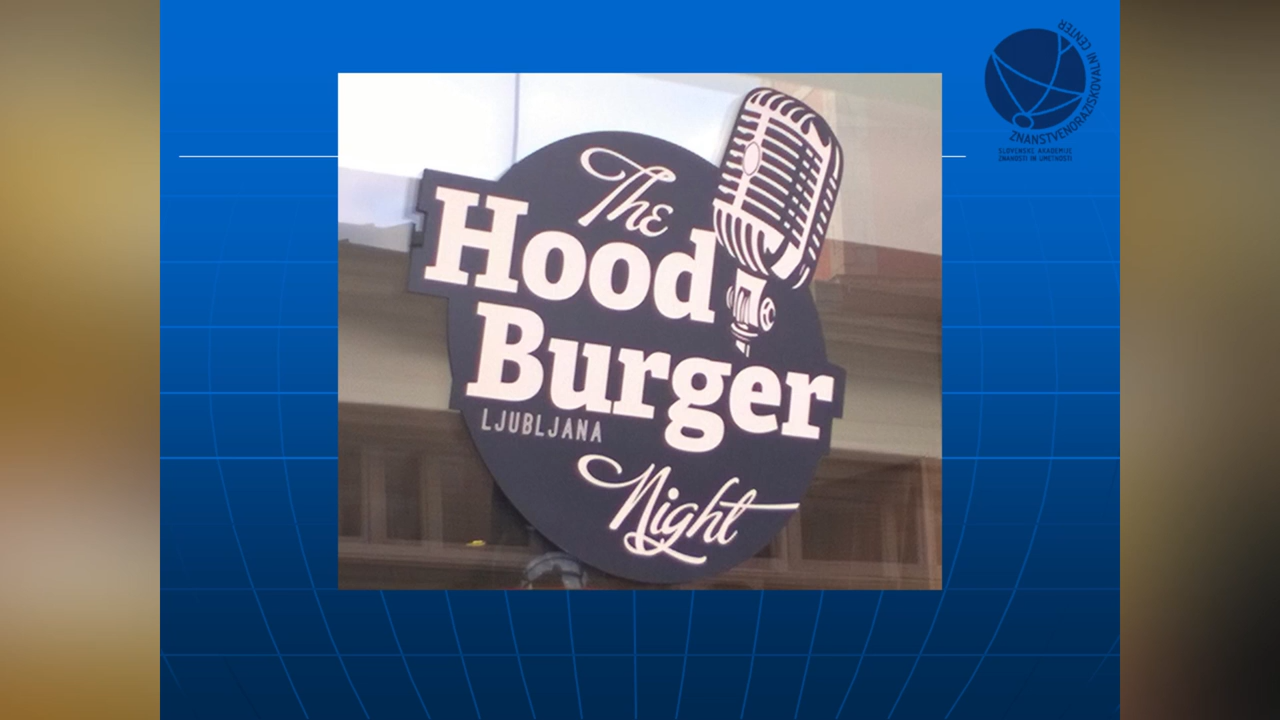 The
Hood
Burger
LJUBLJANA
Night
ZNANSTVENORAZISKOVALNI CENTER
SLOVENSKE AKADEMIJE
ZNANOSTI IN UMETNOSTI